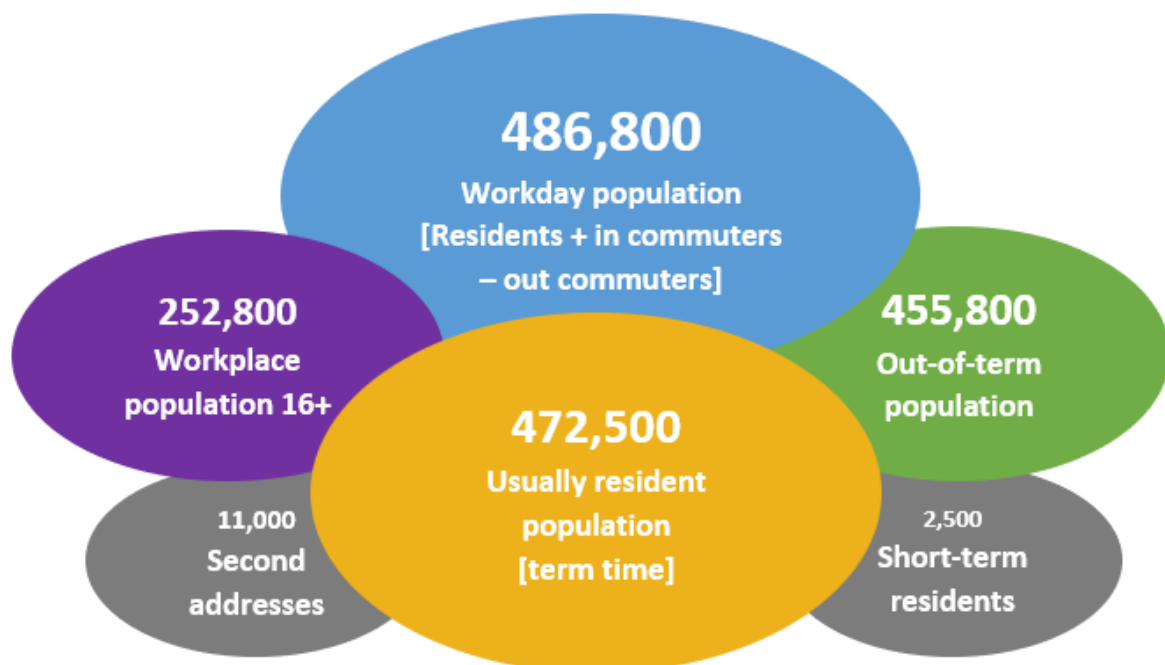 486,800
Workday population
[Residents + in commuters
– out commuters]
252,800
Workplace
population 16+
455,800
Out-of-term
population
472,500
Usually resident
population
[term time]
11,000
Second
addresses
2,500
Short-term
residents